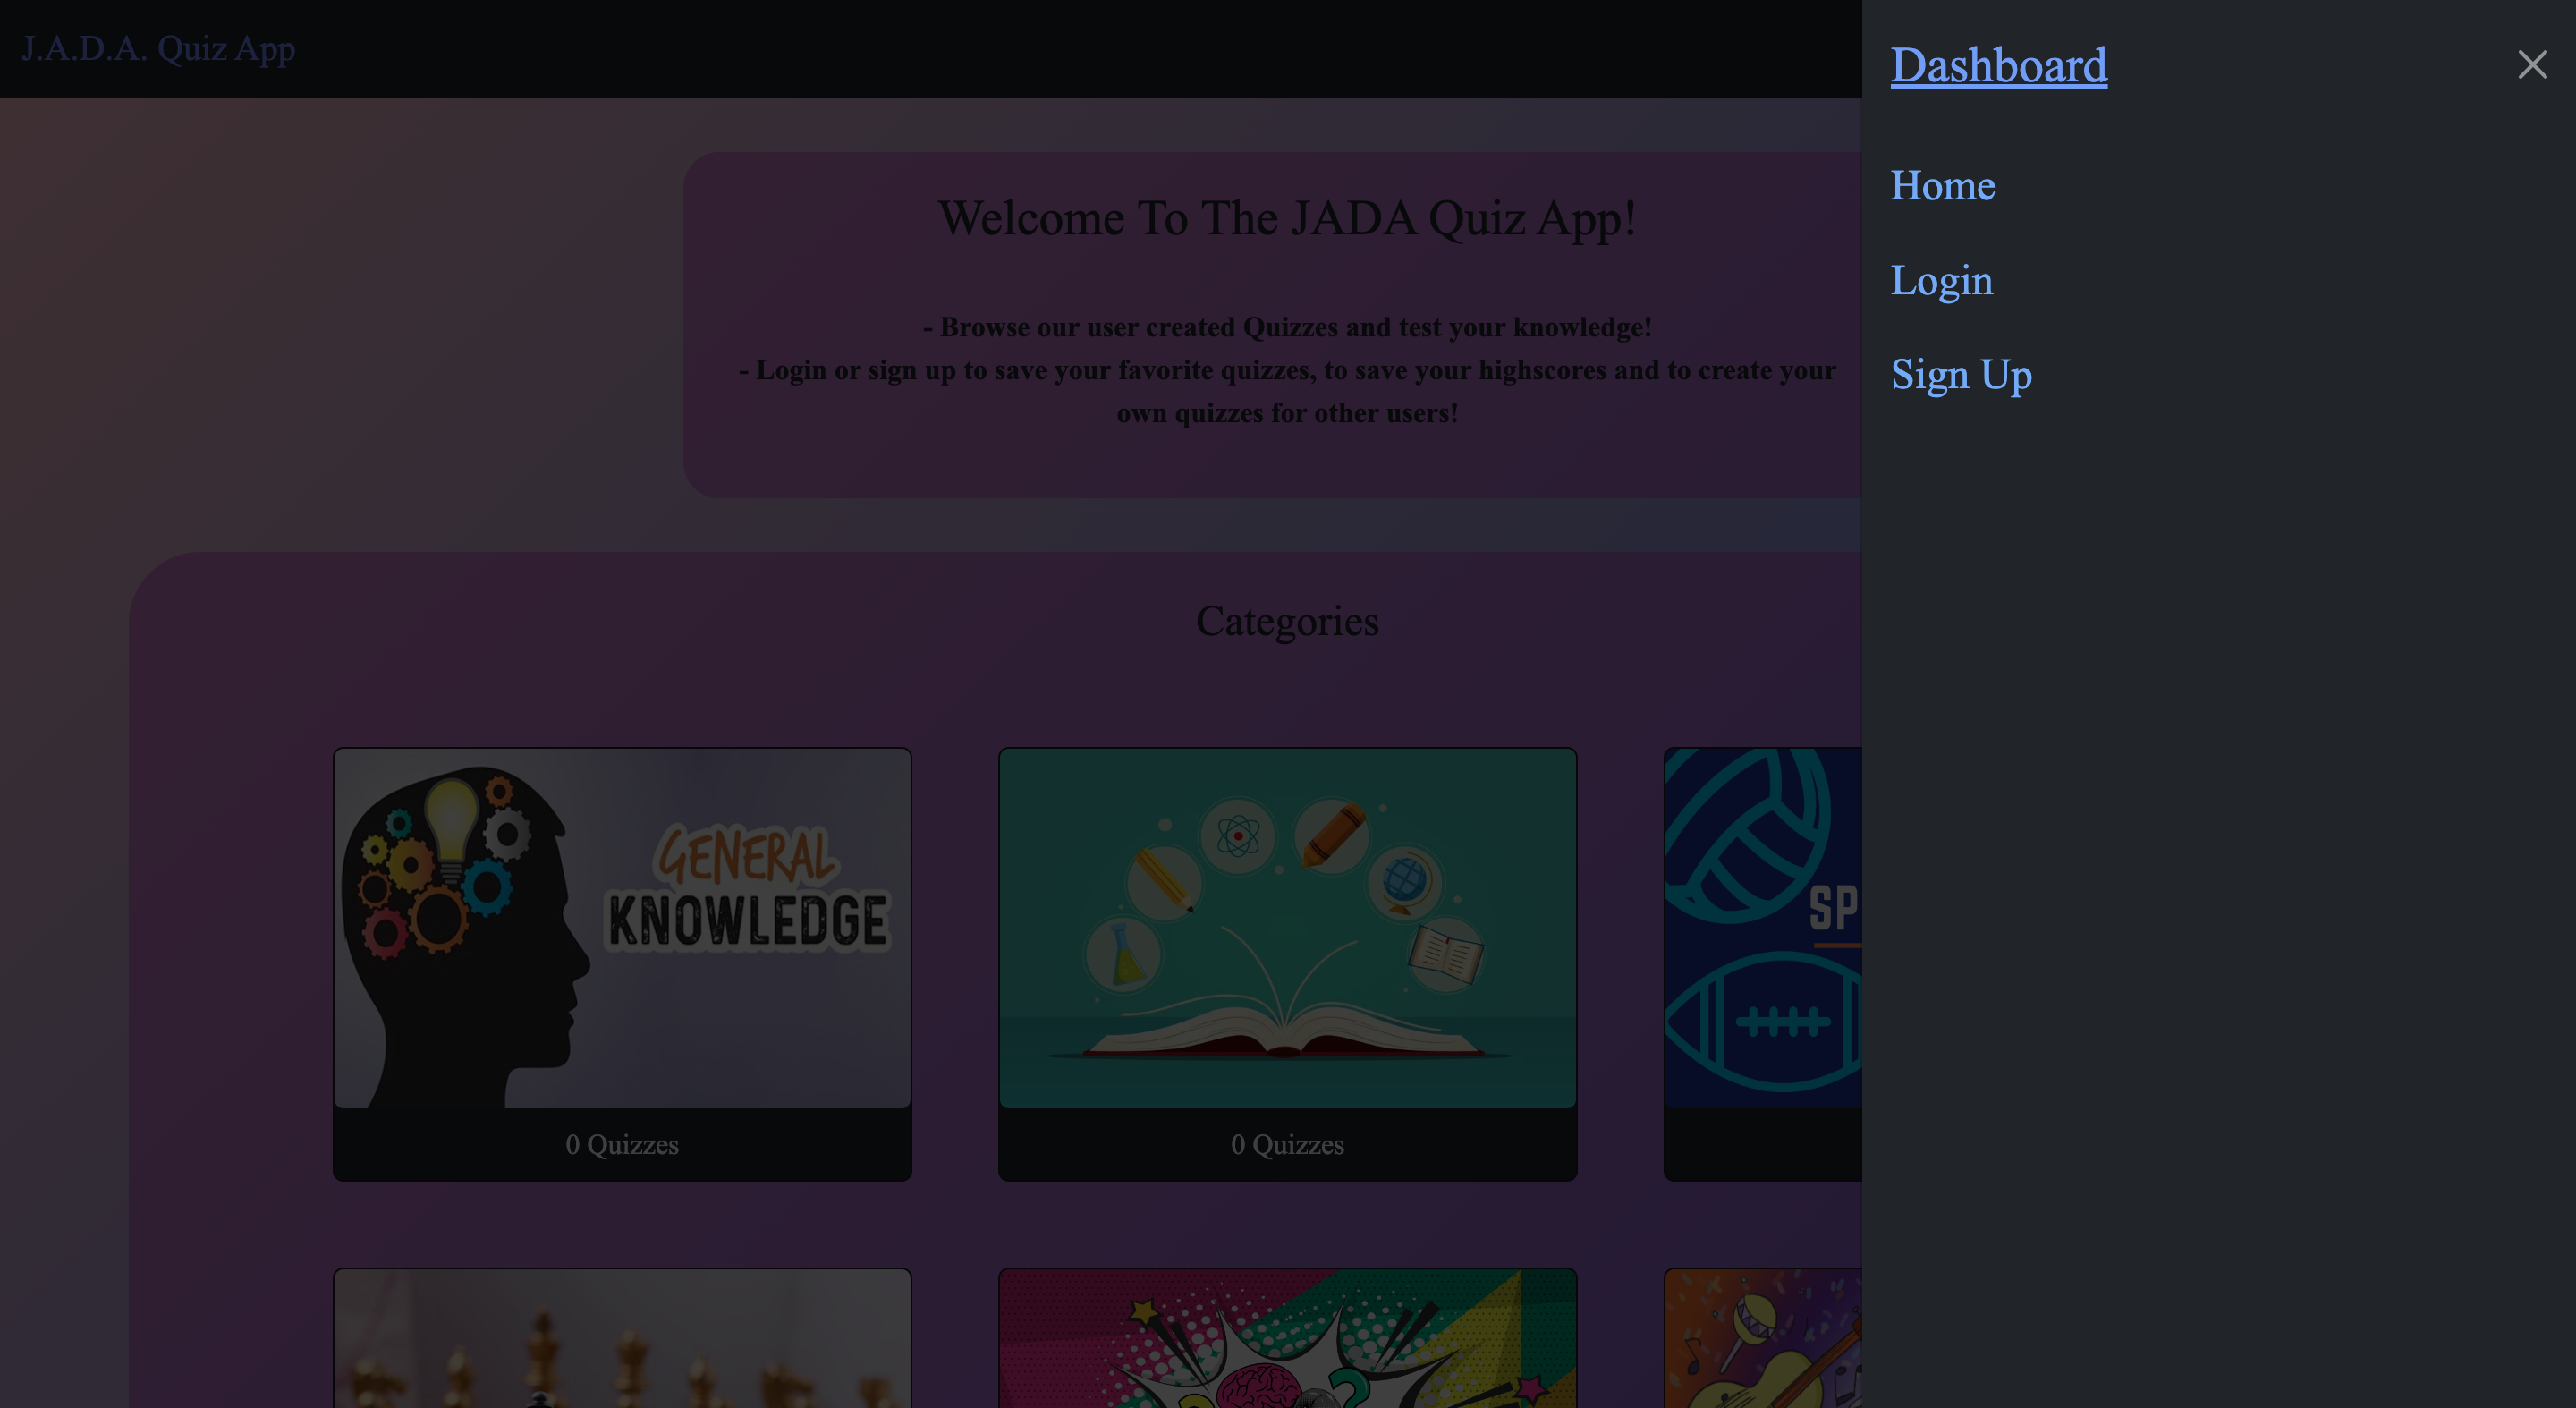 J.A.D.A. Quiz App
Dashboard
Home
Login
Sign Up
Welcome To The JADA Quiz App!
- Browse our user created Quizzes and test your knowledge!
- Login or sign up to save your favorite quizzes, to save your highscores and to create your
own quizzes for other users!
Categories
GENERAL
KNOWLEDGE
SP
0 Quizzes
0 Quizzes
?
?